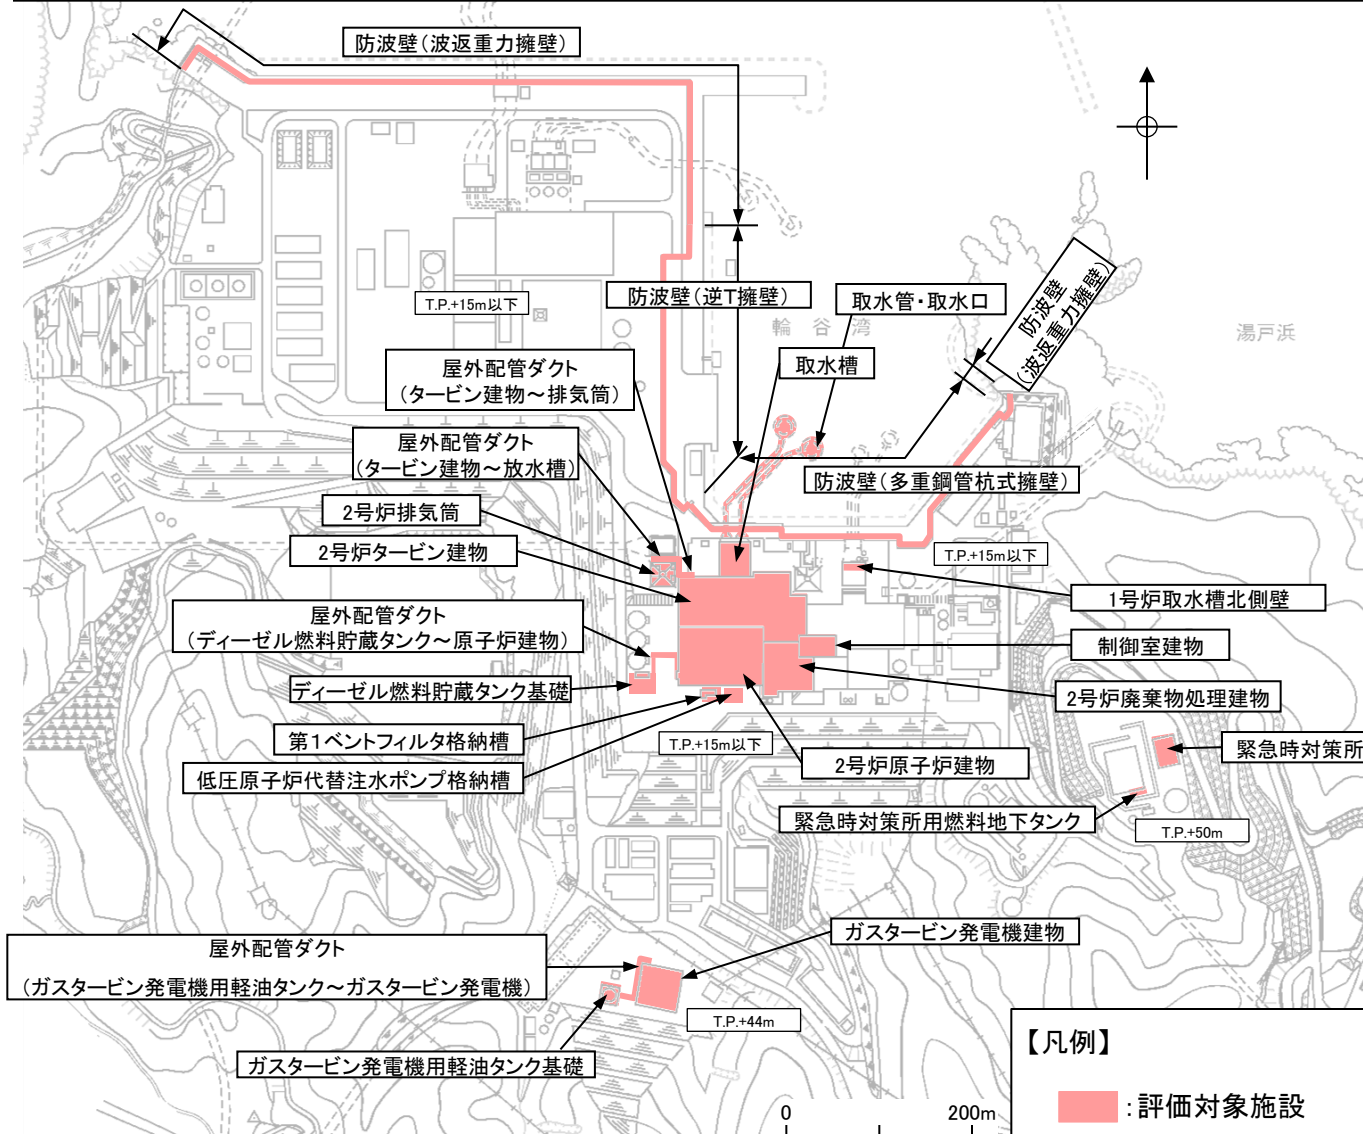 防波壁(波返重力擁壁)
防波壁(逆T擁壁)
取水管・取水口
防波壁
(波返重力擁壁)
T.P.+15m以下
輪谷湾
湯戸浜
屋外配管ダクト
(タービン建物～排気筒)
取水槽
屋外配管ダクト
(タービン建物～放水槽)
防波壁(多重鋼管杭式擁壁)
2号炉排気筒
2号炉タービン建物
T.P.+15m以下
1号炉取水槽北側壁
屋外配管ダクト
(ディーゼル燃料貯蔵タンク～原子炉建物)
制御室建物
ディーゼル燃料貯蔵タンク基礎
2号炉廃棄物処理建物
第1ベントフィルタ格納槽
T.P.+15m以下
緊急時対策所
2号炉原子炉建物
低圧原子炉代替注水ポンプ格納槽
緊急時対策所用燃料地下タンク
T.P.+50m
ガスタービン発電機建物
屋外配管ダクト
(ガスタービン発電機用軽油タンク～ガスタービン発電機)
T.P.+44m
ガスタービン発電機用軽油タンク基礎
【凡例】
:評価対象施設
0 200m